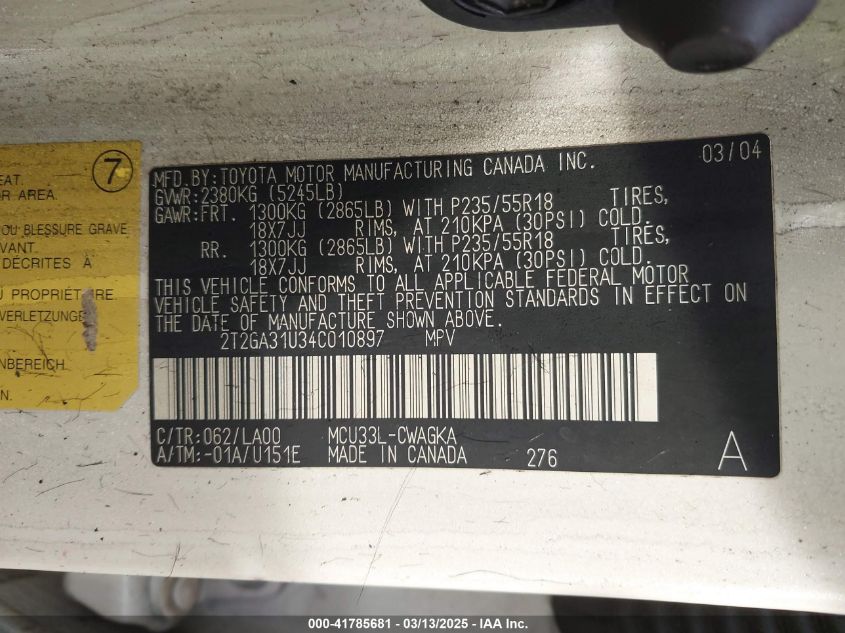 7
EAT.
R AREA.
OU BLESSURE GRAVE
AVANT.
DÉCRITES À
U PROPRIÉTAIRE.
VERLETZUNGE
NBEREICH
N.
MFD.BY:TOYOTA MOTOR MANUFACTURING CANADA INC. 03/04
GVWR:2380KG (5245LB)
GAWR:FRT. 1300KG (2865LB) WITH P235/55R18 TIRES,
18X7JJ RIMS, AT 210KPA (30PSI) COLD.
RR. 1300KG (2865LB) WITH P235/55R18 TIRES,
18X7JJ RIMS, AT 210KPA (30PSI) COLD.
THIS VEHICLE CONFORMS TO ALL APPLICABLE FEDERAL MOTOR
VEHICLE SAFETY AND THEFT PREVENTION STANDARDS IN EFFECT ON
THE DATE OF MANUFACTURE SHOWN ABOVE.
2T2GA31U34C010897 MPV
C/TR:062/LA00 MCU33L-CWAGKA
A/TM:-01A/U151E MADE IN CANADA 276 A
000-41785681 - 03/13/2025 - IAA Inc.